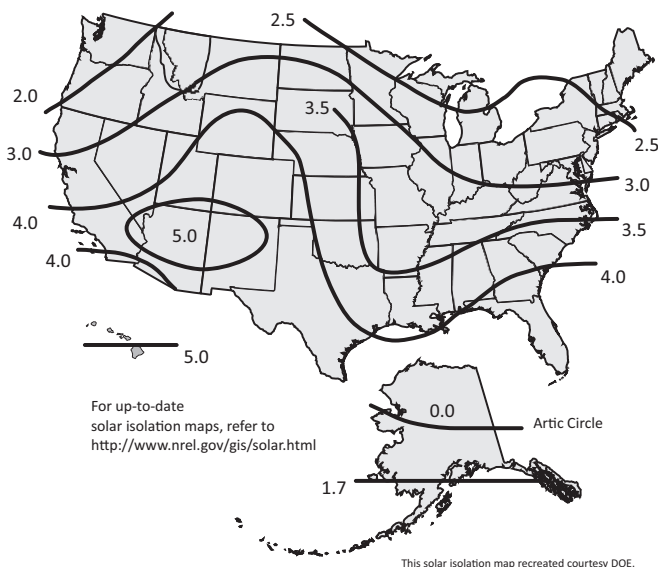 2.5
2.0
3.5
2.5
3.0
3.0
3.5
4.0
5.0
4.0
4.0
5.0
For up-to-date
solar isolation maps, refer to
http://www.nrel.gov/gis/solar.html
0.0
Artic Circle
1.7
This solar isolation map recreated courtesy DOE.